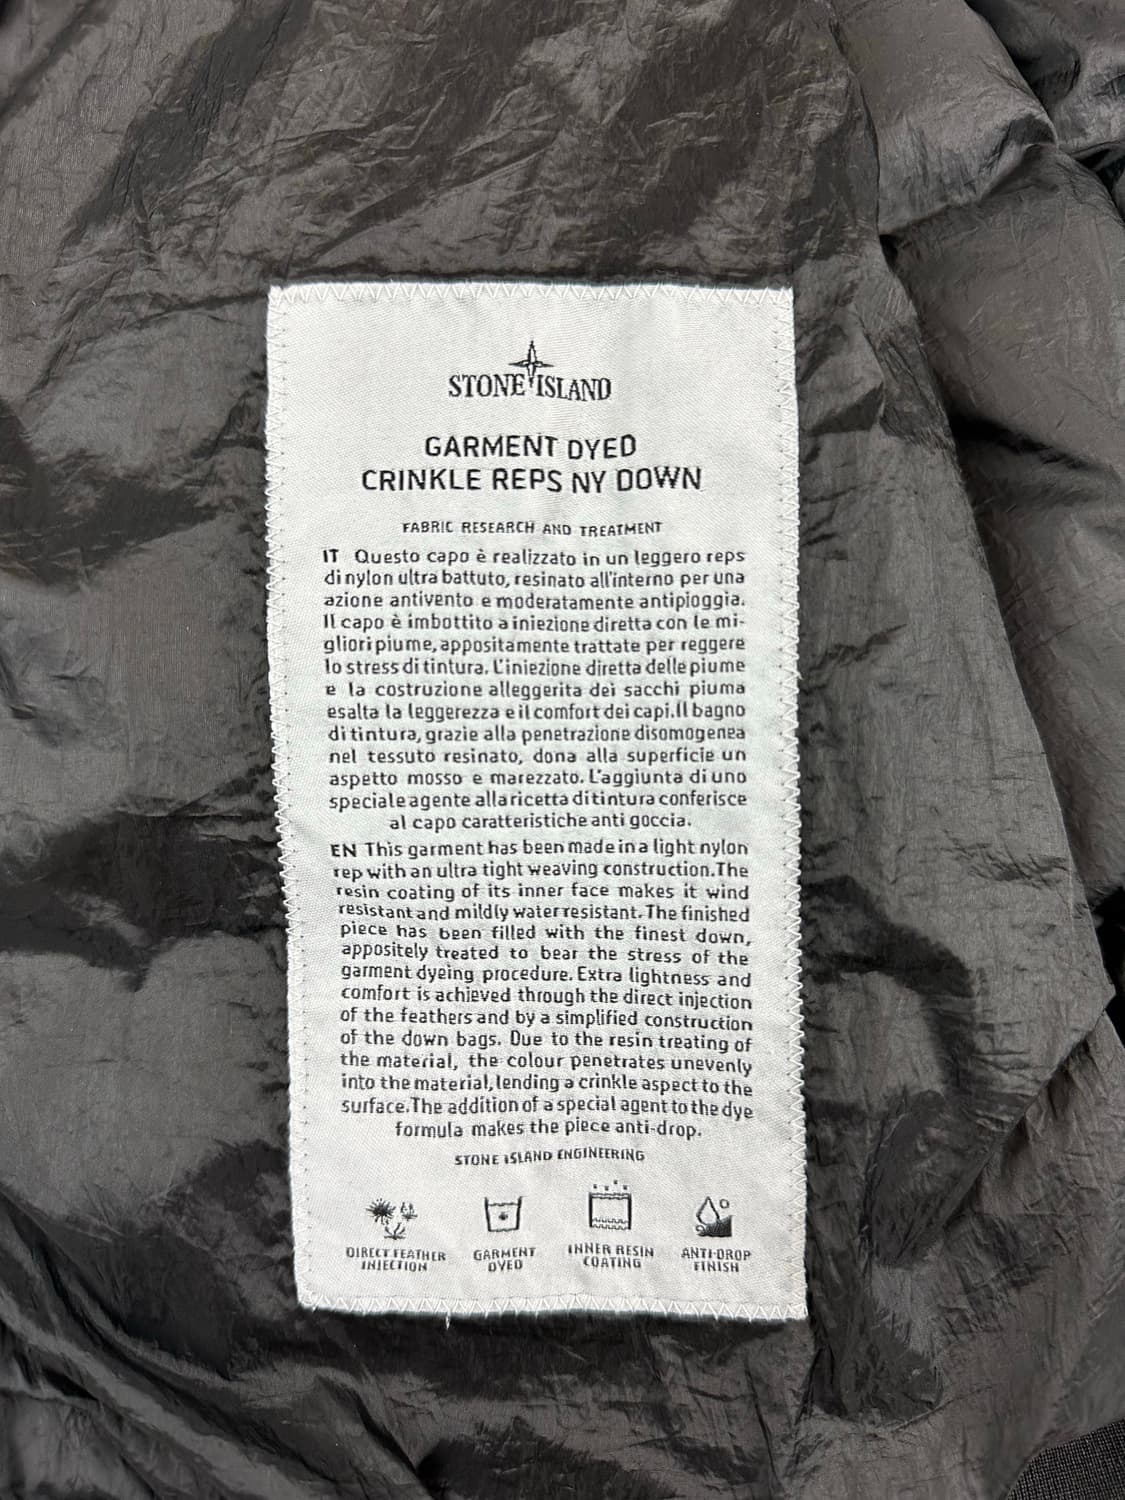 STONE ISLAND
GARMENT DYED
CRINKLE REPS NY DOWN
FABRIC RESEARCH AND TREATMENT
IT Questo capo è realizzato in un leggero reps
di nylon ultra battuto, resinato all'interno per una
azione antivento e moderatamente antipioggia.
Il capo è imbottito a iniezione diretta con le mi-
gliori piume, appositamente trattate per reggere
lo stress di tintura. L'iniezione diretta delle piume
e la costruzione alleggerita dei sacchi piuma
esalta la leggerezza e il comfort dei capi. Il bagno
di tintura, grazie alla penetrazione disomogenea
nel tessuto resinato, dona alla superficie un
aspetto mosso e marezzato. L'aggiunta di uno
speciale agente alla ricetta di tintura conferisce
al capo caratteristiche anti goccia.
EN This garment has been made in a light nylon
rep with an ultra tight weaving construction. The
resin coating of its inner face makes it wind
resistant and mildly water resistant. The finished
piece has been filled with the finest down,
appositely treated to bear the stress of the
garment dyeing procedure. Extra lightness and
comfort is achieved through the direct injection
of the feathers and by a simplified construction
of the down bags. Due to the resin treating of
the material, the colour penetrates unevenly
into the material, lending a crinkle aspect to the
surface. The addition of a special agent to the dye
formula makes the piece anti-drop.
STONE ISLAND ENGINEERING
DIRECT FEATHER
INJECTION
GARMENT
DYED
INNER RESIN
COATING
ANTI-DROP
FINISH